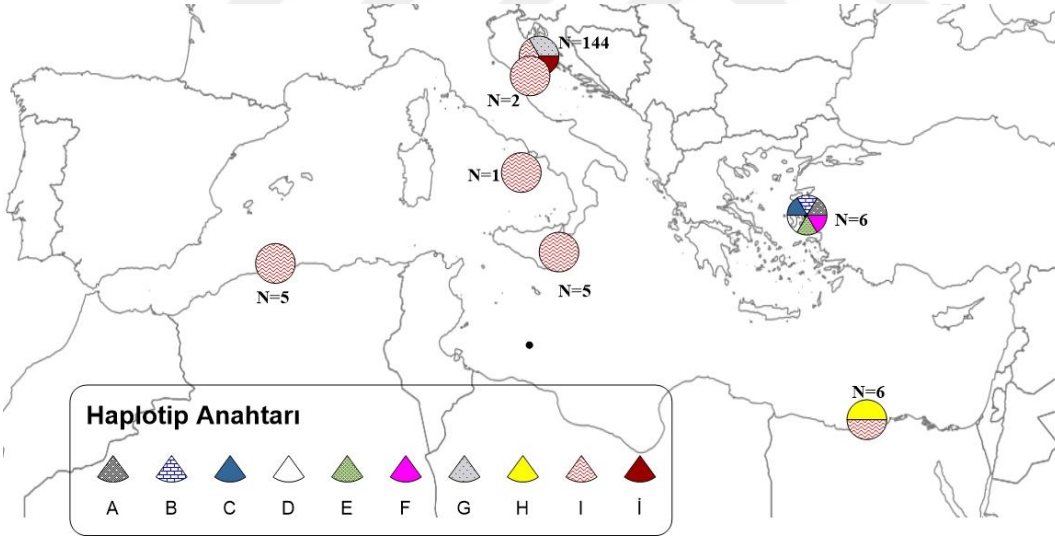 N=144
N=2
N=1
N=6
N=5
N=5
N=6
Haplotip Anahtarı
A B C D E F G H I İ